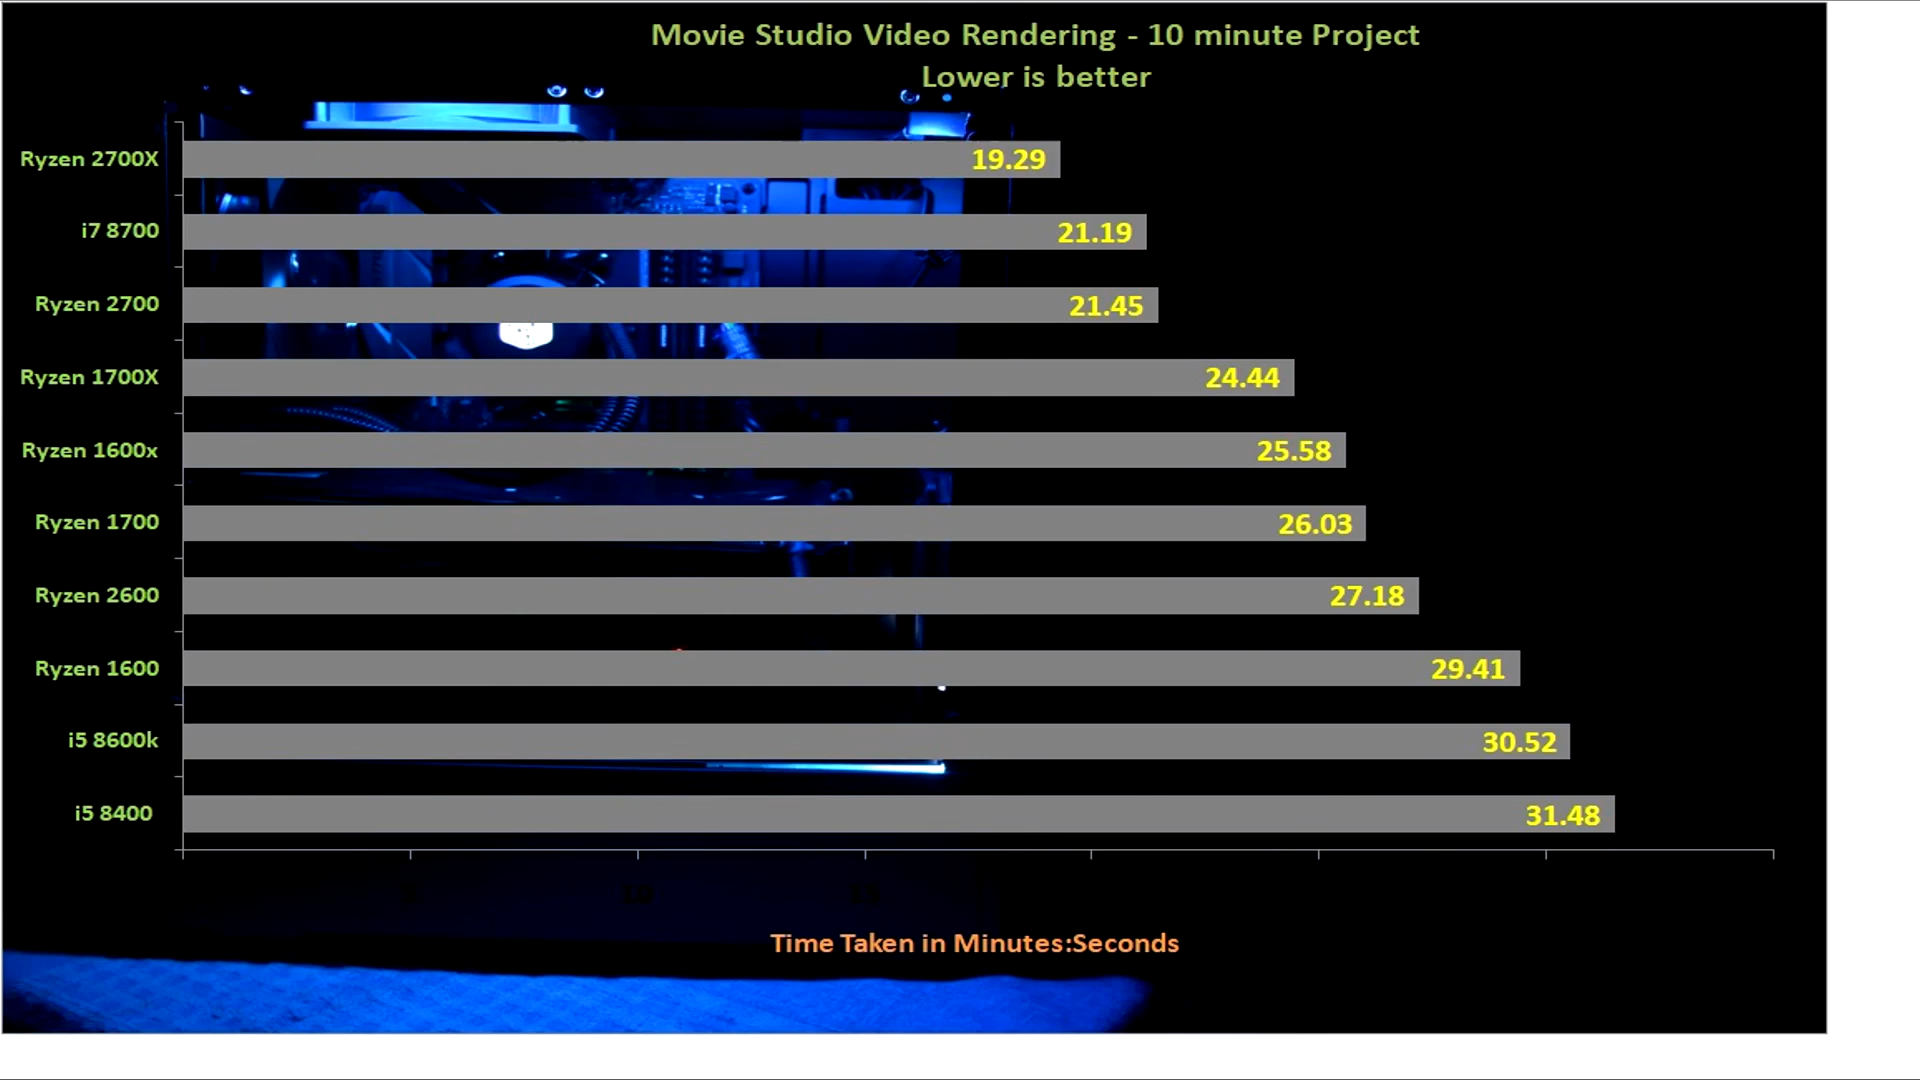 Movie Studio Video Rendering - 10 minute Project
Lower is better
Ryzen 2700X 19.29
i7 8700 21.19
Ryzen 2700 21.45
Ryzen 1700X 24.44
Ryzen 1600x 25.58
Ryzen 1700 26.03
Ryzen 2600 27.18
Ryzen 1600 29.41
i5 8600k 30.52
i5 8400 31.48
10
Time Taken in Minutes:Seconds